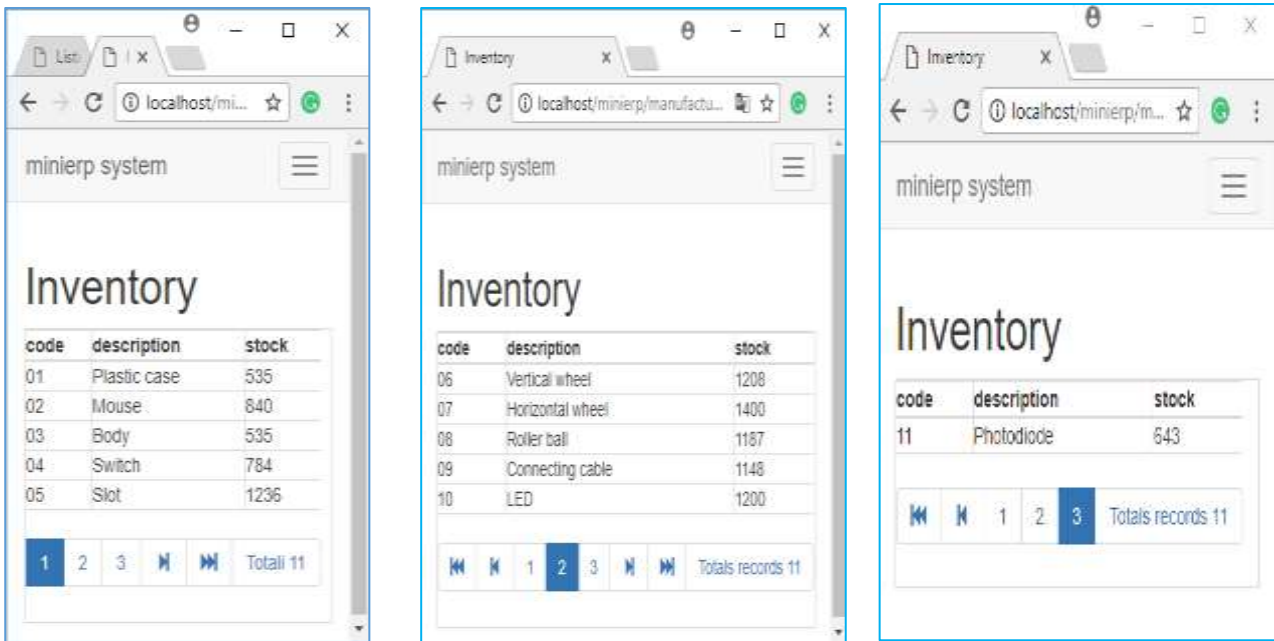 List
localhost/mi...
minierp system
Inventory
code description stock
01 Plastic case 535
02 Mouse 840
03 Body 535
04 Switch 784
05 Slot 1236
1 2 3 Totali 11
Inventory
localhost/minierp/manufactu...
minierp system
Inventory
code description stock
06 Vertical wheel 1208
07 Horizontal wheel 1400
08 Roller ball 1187
09 Connecting cable 1148
10 LED 1200
1 2 3 Totals records 11
Inventory
localhost/minierp/m...
minierp system
Inventory
code description stock
11 Photodiode 643
1 2 3 Totals records 11